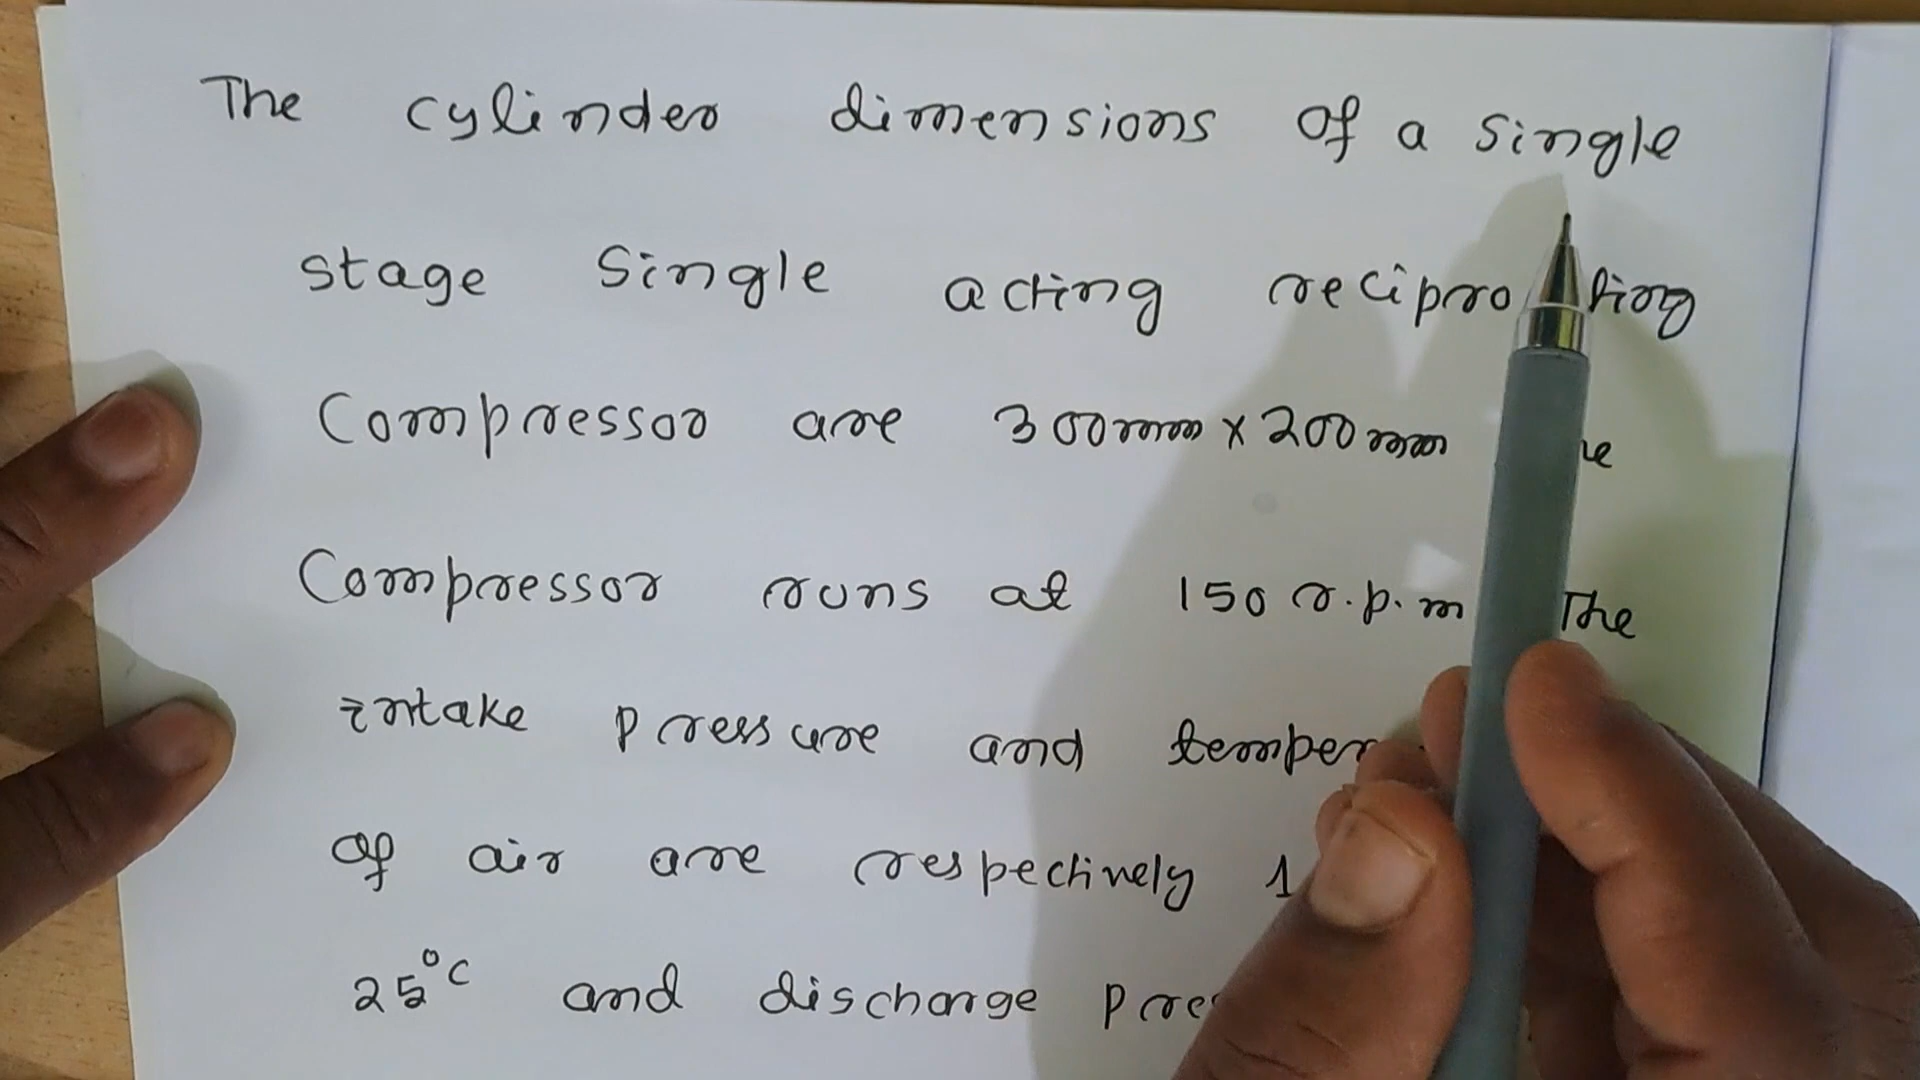 The cylinder dimensions of a single
stage Single acting recipro ting
Compressor are 300mm x 200mm
Compressor runs at 150 r.p.m The
intake pressure and temper
of air are respectively 1
25°C and discharge pre